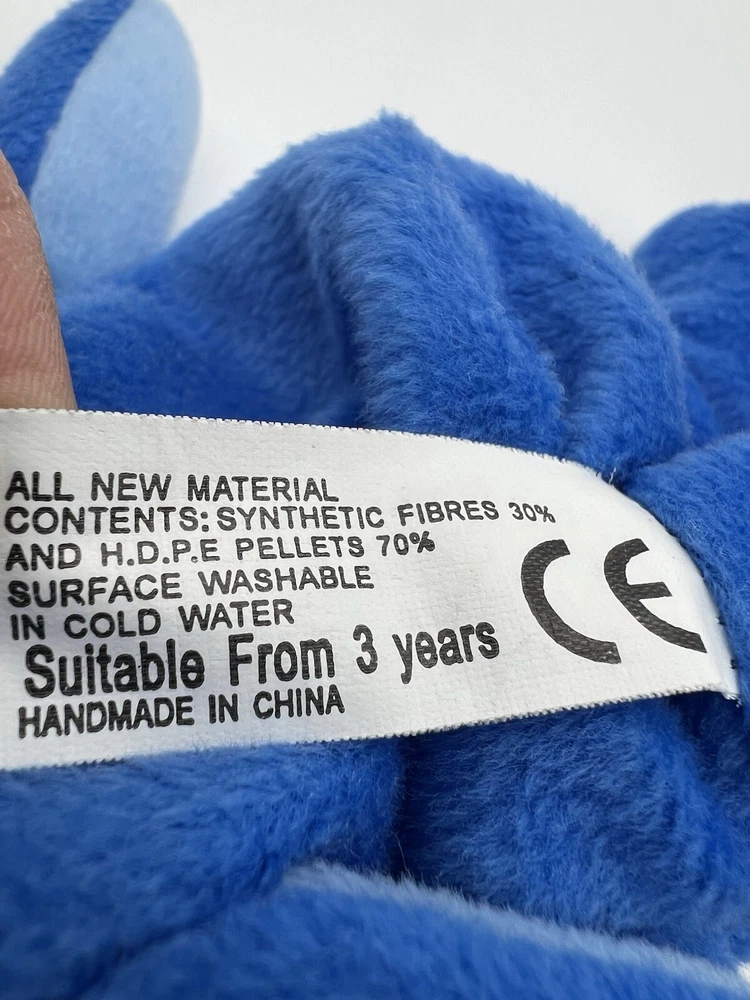 ALL NEW MATERIAL
CONTENTS: SYNTHETIC FIBRES 30%
AND H.D.P.E PELLETS 70%
SURFACE WASHABLE
IN COLD WATER
Suitable From 3 years
HANDMADE IN CHINA
CE